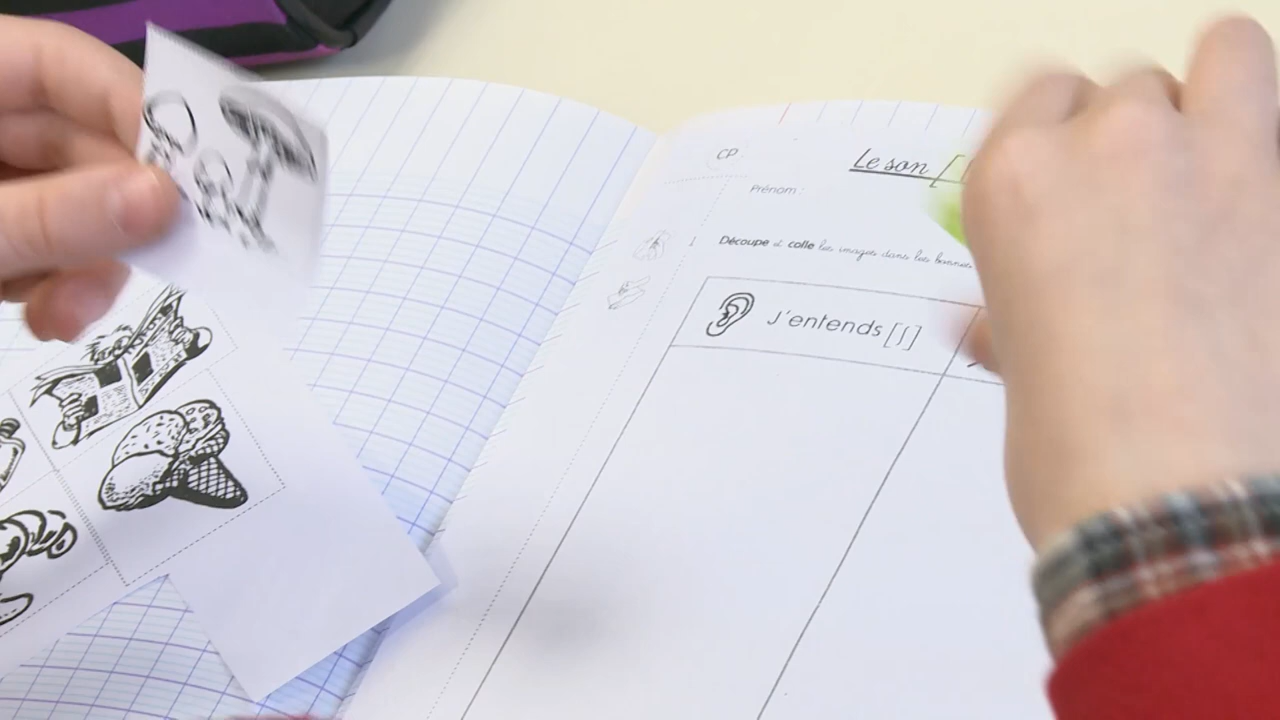 CP
Le son [
Prénom :
1 Découpe et colle les images dans les bonnes
J'entends [ʃ]